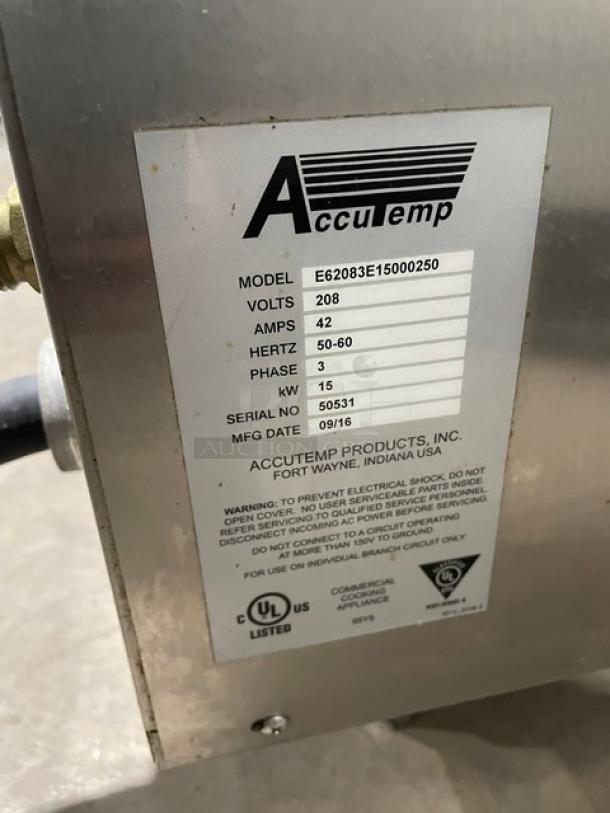 AccuTemp
MODEL E62083E15000250
VOLTS 208
AMPS 42
HERTZ 50-60
PHASE 3
kW 15
SERIAL NO 50531
MFG DATE 09/16
AUCTION
ACCUTEMP PRODUCTS, INC.
FORT WAYNE, INDIANA USA
WARNING: TO PREVENT ELECTRICAL SHOCK, DO NOT
OPEN COVER. NO USER SERVICEABLE PARTS INSIDE.
REFER SERVICING TO QUALIFIED SERVICE PERSONNEL.
DISCONNECT INCOMING AC POWER BEFORE SERVICING.
DO NOT CONNECT TO A CIRCUIT OPERATING
AT MORE THAN 150V TO GROUND.
FOR USE ON INDIVIDUAL BRANCH CIRCUIT ONLY.
C UL US
LISTED
COMMERCIAL
COOKING
APPLIANCE
UL